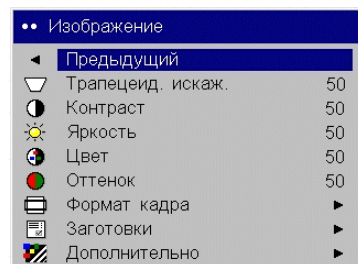 Изображение
Предыдущий
Трапецеид. искаж. 50
Контраст 50
Яркость 50
Цвет 50
Оттенок 50
Формат кадра
Заготовки
Дополнительно